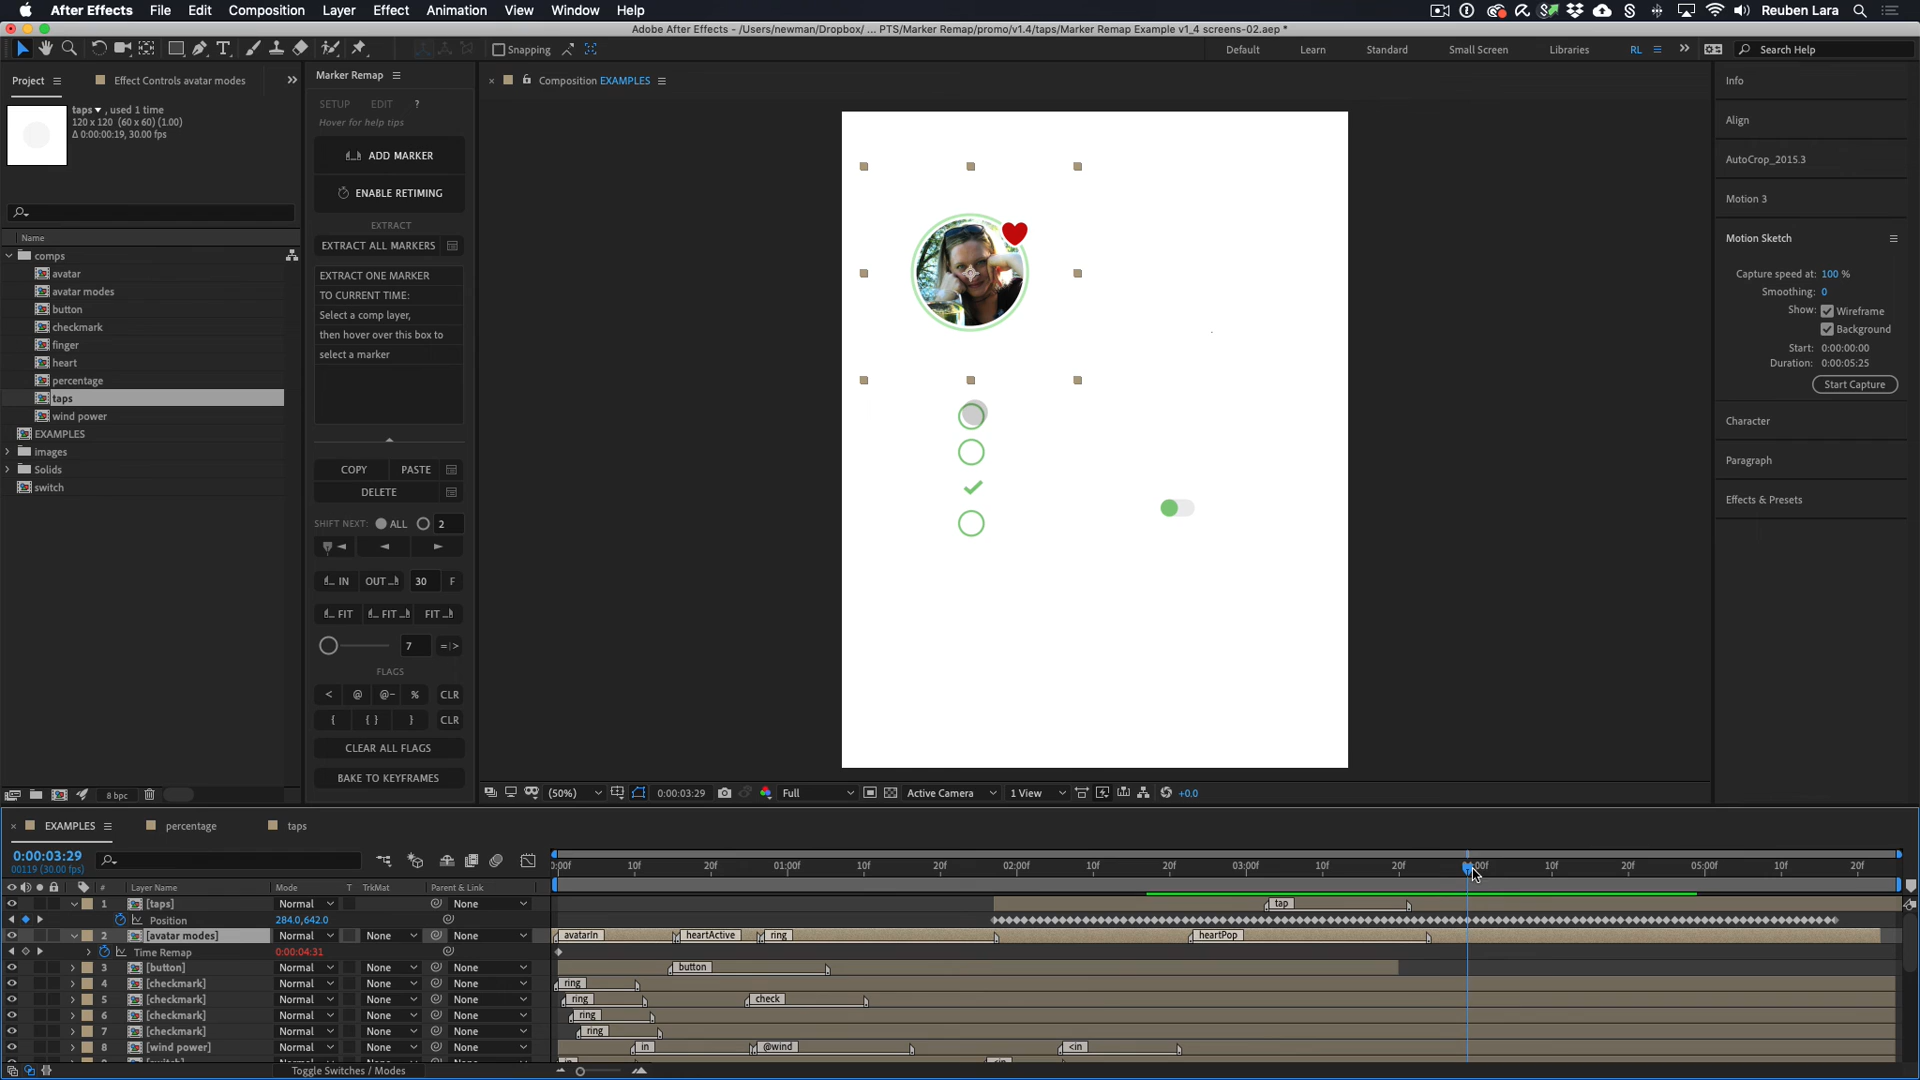 After Effects File Edit Composition Layer Effect Animation View Window Help Reuben Lara
Adobe After Effects - /Users/newman/Dropbox/ ... PTS/Marker Remap/promo/v1.4/taps/Marker Remap Example v1_4 screens-02.aep *
Snapping Default Learn Standard Small Screen Libraries RL Search Help
Project Effect Controls avatar modes
taps , used 1 time
120 x 120 (60 x 60) (1.00)
Δ 0:00:00:19, 30.00 fps
Name
comps
avatar
avatar modes
button
checkmark
finger
heart
percentage
taps
wind power
EXAMPLES
images
Solids
switch
8 bpc
Marker Remap
SETUP EDIT ?
Hover for help tips
ADD MARKER
ENABLE RETIMING
EXTRACT
EXTRACT ALL MARKERS
EXTRACT ONE MARKER
TO CURRENT TIME:
Select a comp layer,
then hover over this box to
select a marker
COPY PASTE
DELETE
SHIFT NEXT: ALL 2
IN OUT 30 F
FIT FIT FIT
7 =|>
FLAGS
< @ @- % CLR
{ { } } CLR
CLEAR ALL FLAGS
BAKE TO KEYFRAMES
Composition EXAMPLES
(50%) 0:00:03:29 Full Active Camera 1 View +0.0
Info
Align
AutoCrop_2015.3
Motion 3
Motion Sketch
Capture speed at: 100 %
Smoothing: 0
Show: Wireframe
Background
Start: 0:00:00:00
Duration: 0:00:05:25
Start Capture
Character
Paragraph
Effects & Presets
EXAMPLES percentage taps
0:00:03:29
00119 (30.00 fps)
0:00f 10f 20f 01:00f 10f 20f 02:00f 10f 20f 03:00f 10f 20f 04:00f 10f 20f 05:00f 10f 20f
# Layer Name Mode T TrkMat Parent & Link
1 [taps] Normal None tap
Position 284.0,642.0
2 [avatar modes] Normal None None avatarIn heartActive ring heartPop
Time Remap 0:00:04:31
3 [button] Normal None None button
4 [checkmark] Normal None None ring
5 [checkmark] Normal None None ring check
6 [checkmark] Normal None None ring
7 [checkmark] Normal None None ring
8 [wind power] Normal None None in @wind <in
Toggle Switches / Modes